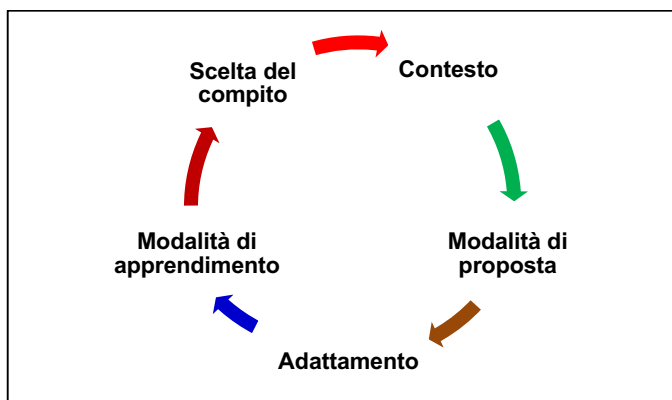 Scelta del
compito
Contesto
Modalità di
proposta
Adattamento
Modalità di
apprendimento